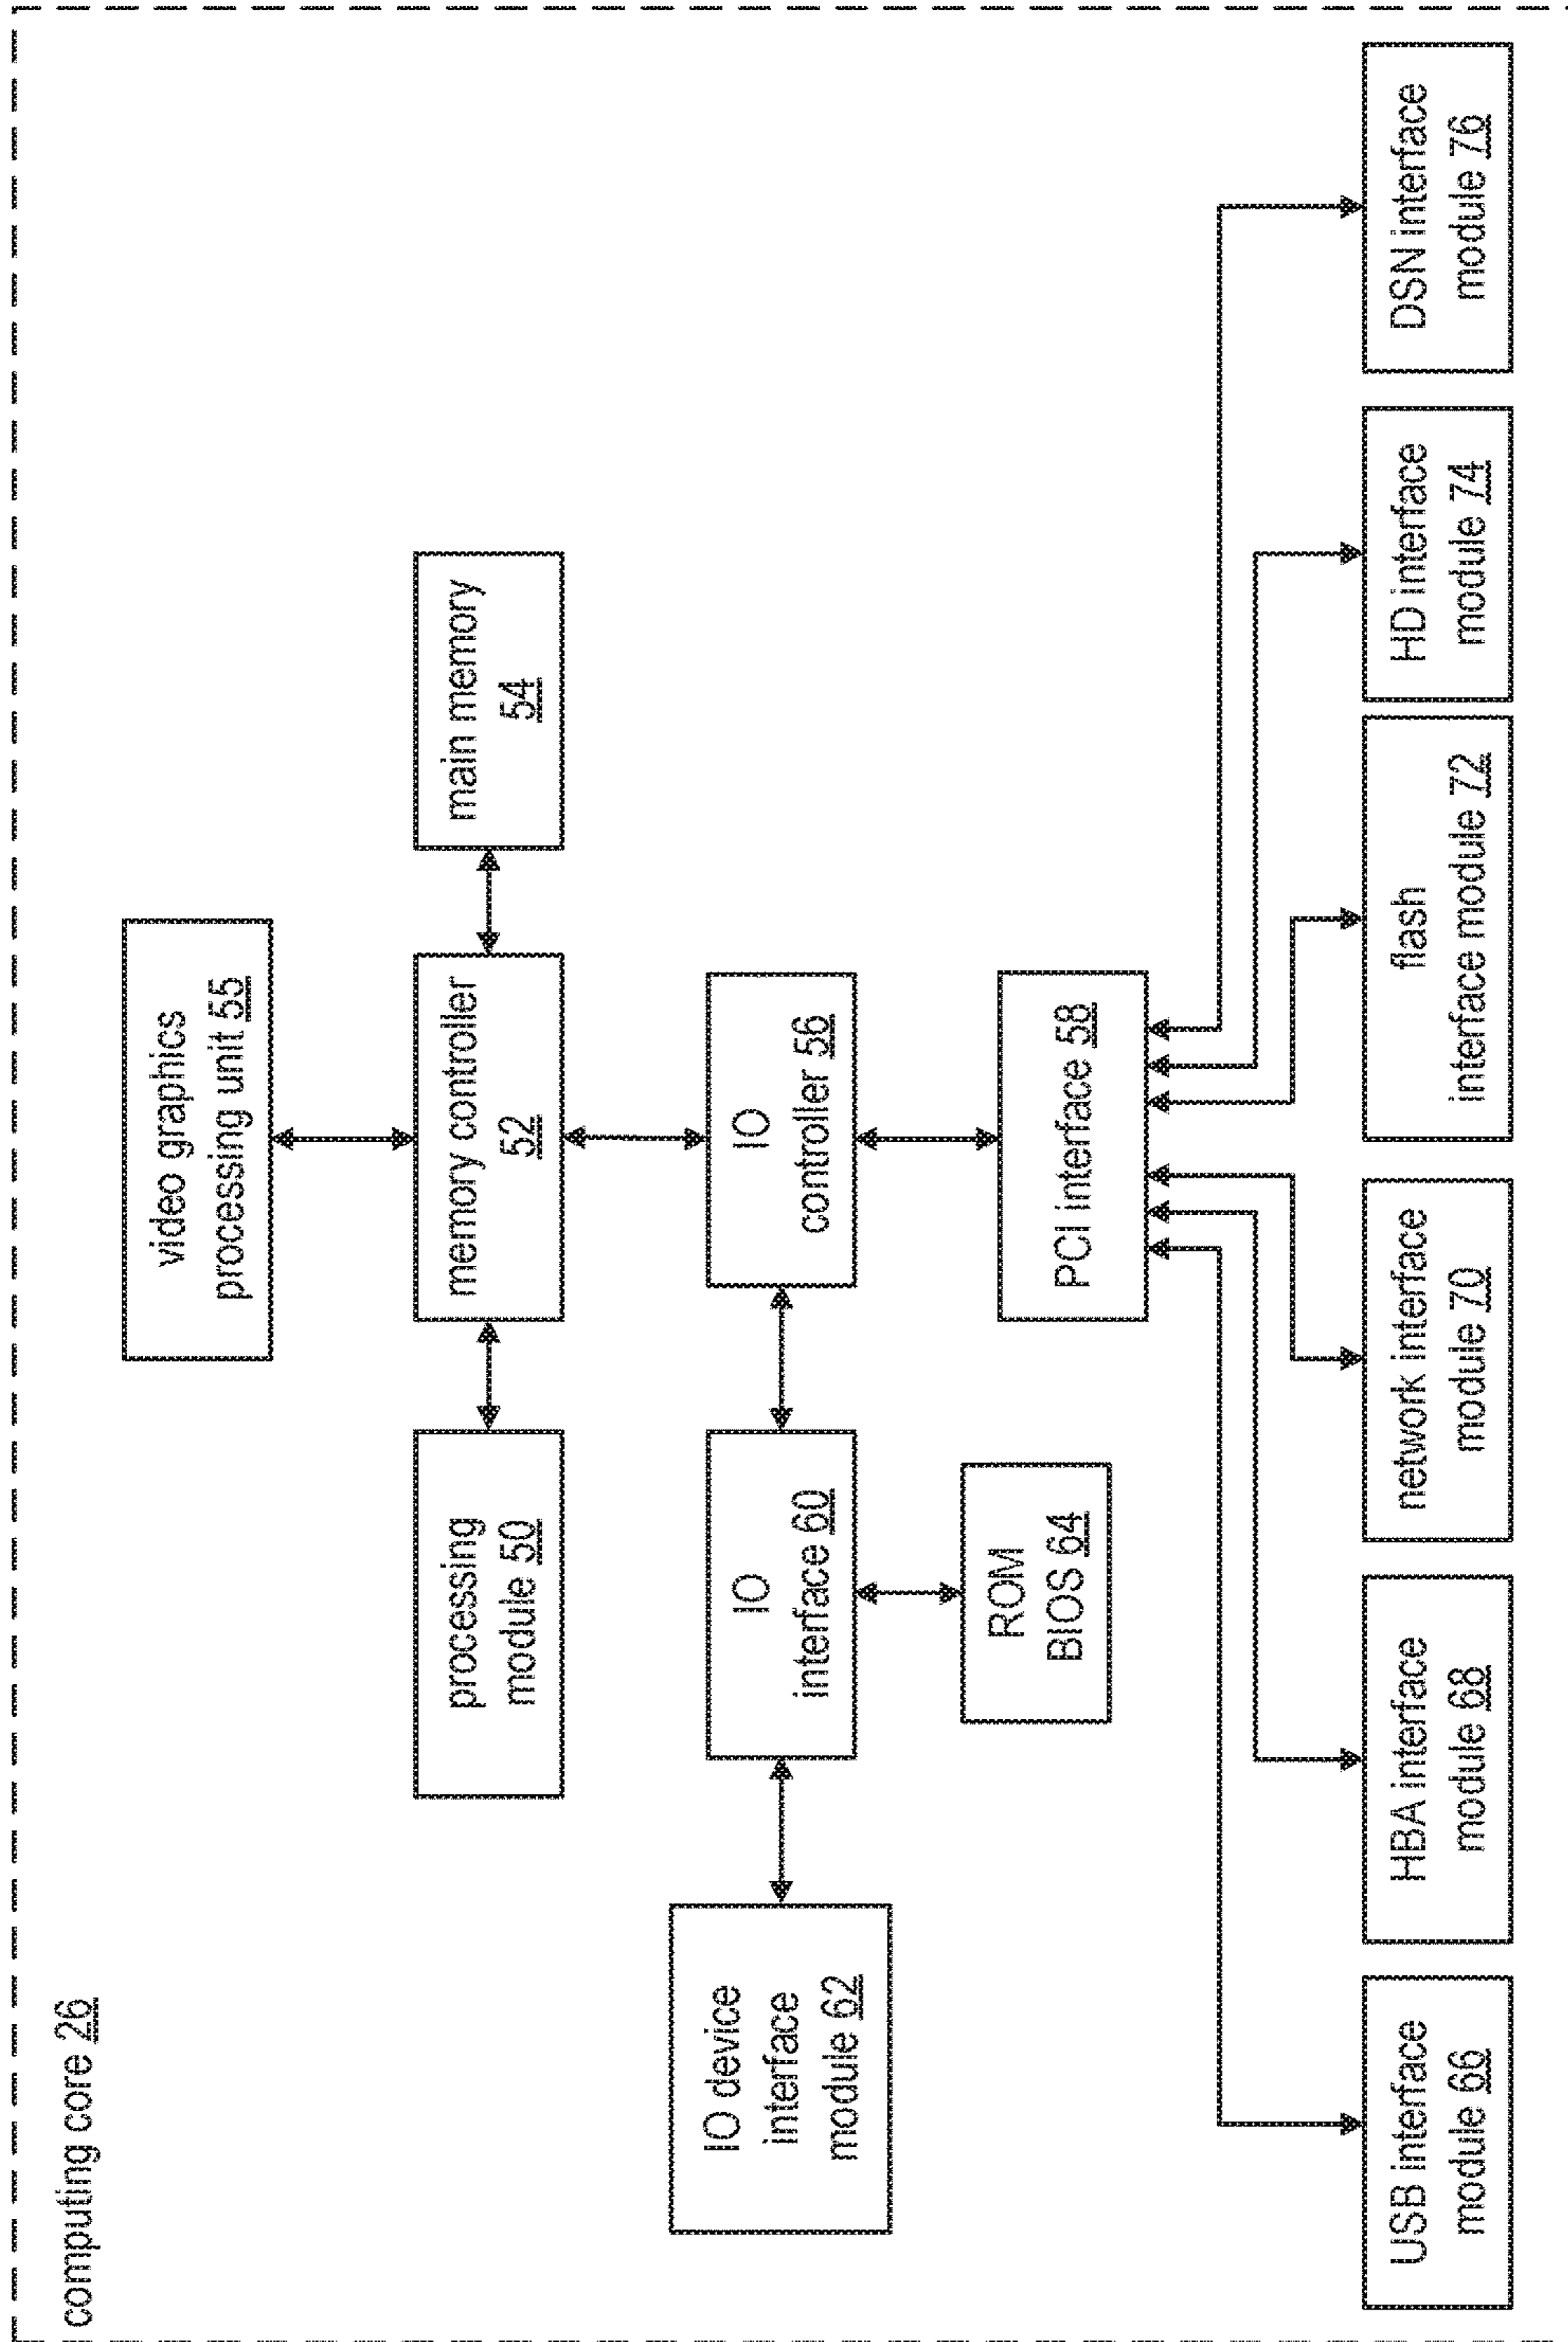 computing core 26
video graphics
processing unit 55
processing
module 50
memory controller
52
main memory
54
IO device
interface
module 62
IO
interface 60
IO
controller 56
ROM
BIOS 64
PCI interface 58
USB interface
module 66
HBA interface
module 68
network interface
module 70
flash
interface module 72
HD interface
module 74
DSN interface
module 76